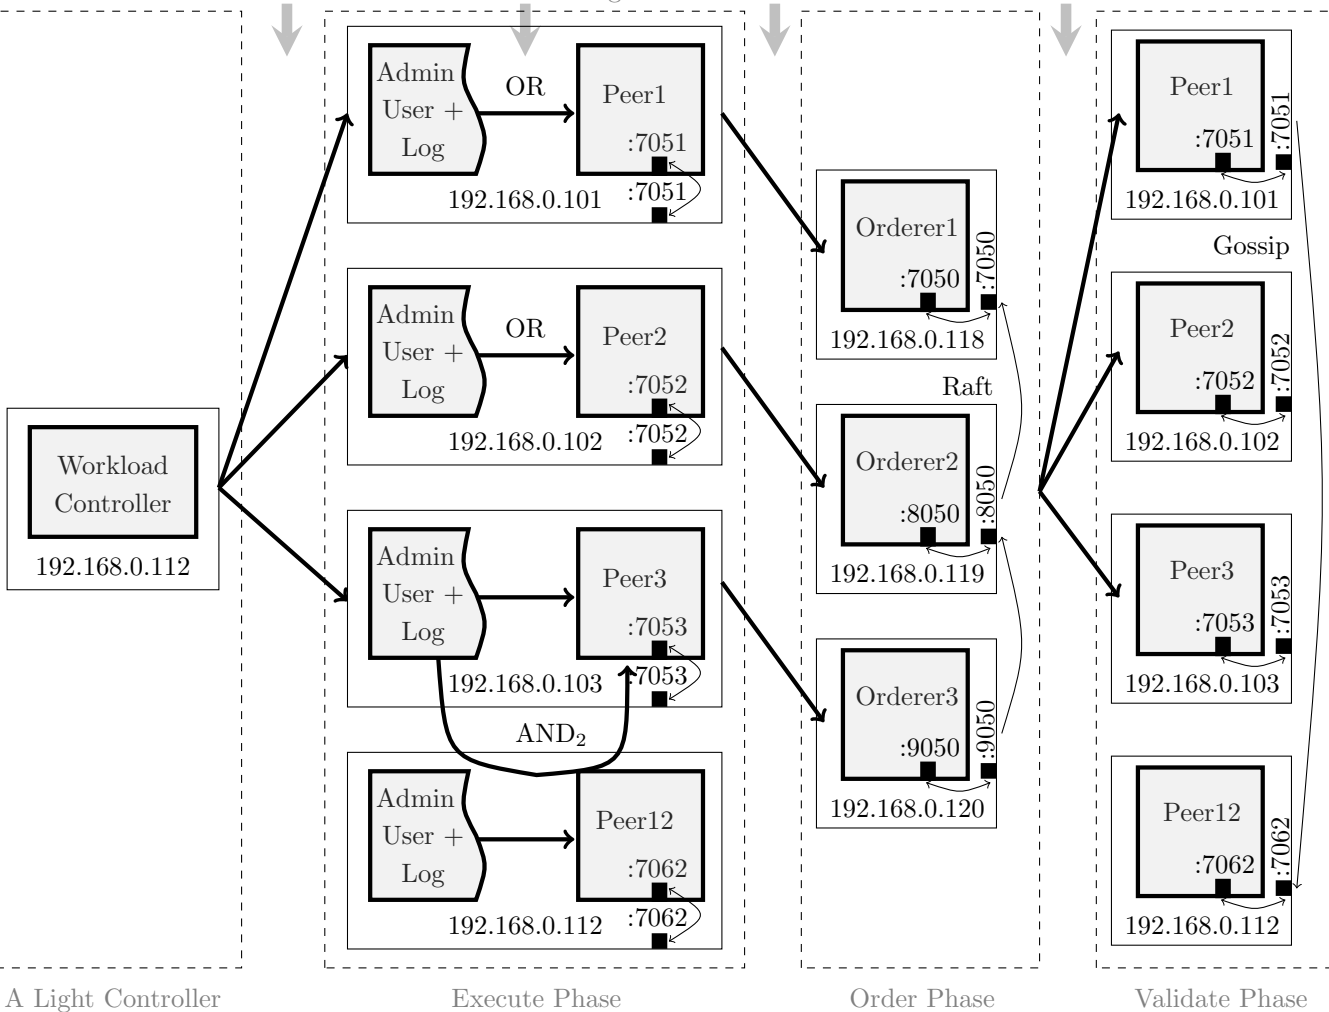 Workload
Controller
192.168.0.112
A Light Controller
Admin
User +
Log
OR
Peer1
:7051
:7051
192.168.0.101
Admin
User +
Log
OR
Peer2
:7052
:7052
192.168.0.102
Admin
User +
Log
Peer3
:7053
:7053
192.168.0.103
AND₂
Admin
User +
Log
Peer12
:7062
:7062
192.168.0.112
Execute Phase
Orderer1
:7050
:7050
192.168.0.118
Raft
Orderer2
:8050
:8050
192.168.0.119
Orderer3
:9050
:9050
192.168.0.120
Order Phase
Peer1
:7051
:7051
192.168.0.101
Gossip
Peer2
:7052
:7052
192.168.0.102
Peer3
:7053
:7053
192.168.0.103
Peer12
:7062
:7062
192.168.0.112
Validate Phase